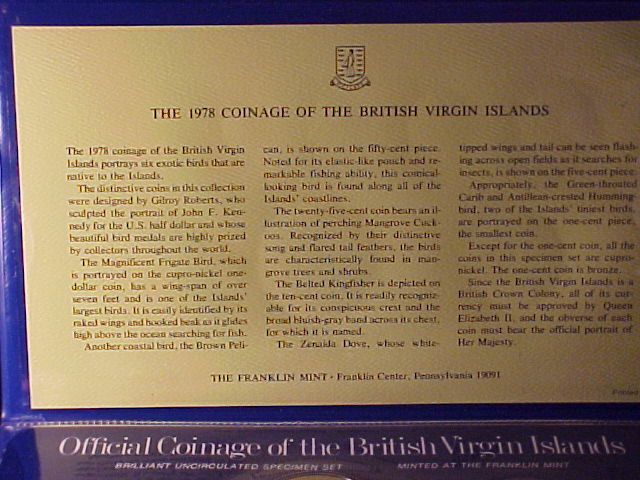 THE 1978 COINAGE OF THE BRITISH VIRGIN ISLANDS
The 1978 coinage of the British Virgin
Islands portrays six exotic birds that are
native to the Islands.
The distinctive coins in this collection
were designed by Gilroy Roberts, who
sculpted the portrait of John F. Ken-
nedy for the U.S. half dollar and whose
beautiful bird medals are highly prized
by collectors throughout the world.
The Magnificent Frigate Bird, which
is portrayed on the cupro-nickel one-
dollar coin, has a wing-span of over
seven feet and is one of the Islands'
largest birds. It is easily identified by its
raked wings and hooked beak as it glides
high above the ocean searching for fish.
Another coastal bird, the Brown Peli-
can, is shown on the fifty-cent piece.
Noted for its elastic-like pouch and re-
markable fishing ability, this comical-
looking bird is found along all of the
Islands' coastlines.
The twenty-five-cent coin bears an il-
lustration of perching Mangrove Cuck-
oos. Recognized by their distinctive
song and flared tail feathers, the birds
are characteristically found in man-
grove trees and shrubs.
The Belted Kingfisher is depicted on
the ten-cent coin. It is readily recogniz-
able for its conspicuous crest and the
broad bluish-gray band across its chest,
for which it is named.
The Zenaida Dove, whose white-
tipped wings and tail can be seen flash-
ing across open fields as it searches for
insects, is shown on the five-cent piece.
Appropriately, the Green-throated
Carib and Antillean-crested Humming-
bird, two of the Islands' tiniest birds,
are portrayed on the one-cent piece,
the smallest coin.
Except for the one-cent coin, all the
coins in this specimen set are cupro-
nickel. The one-cent coin is bronze.
Since the British Virgin Islands is a
British Crown Colony, all of its cur-
rency must be approved by Queen
Elizabeth II, and the obverse of each
coin must bear the official portrait of
Her Majesty.
THE FRANKLIN MINT • Franklin Center, Pennsylvania 19091
Printed
Official Coinage of the British Virgin Islands
BRILLIANT UNCIRCULATED SPECIMEN SET MINTED AT THE FRANKLIN MINT